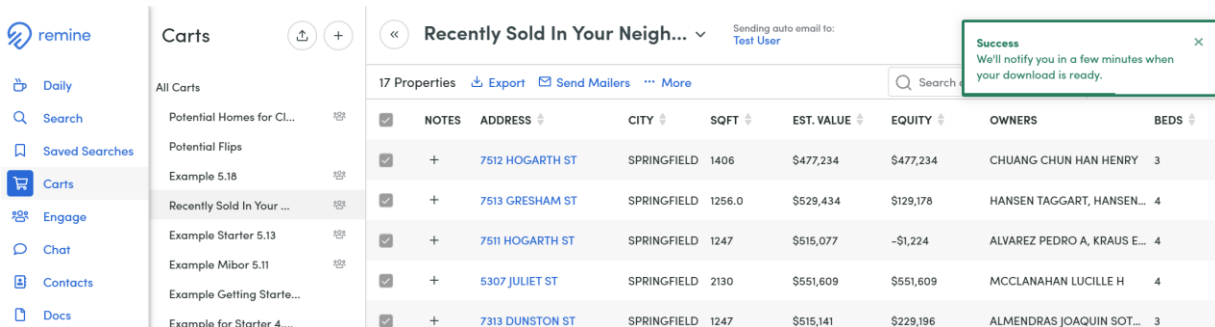 remine
Daily
Search
Saved Searches
Carts
Engage
Chat
Contacts
Docs
Carts
All Carts
Potential Homes for Cl...
Potential Flips
Example 5.18
Recently Sold In Your ...
Example Starter 5.13
Example Mibor 5.11
Example Getting Starte...
Example for Starter 4....
Recently Sold In Your Neigh...
Sending auto email to:
Test User
Success
We'll notify you in a few minutes when
your download is ready.
17 Properties Export Send Mailers ... More
Search
NOTES ADDRESS CITY SQFT EST. VALUE EQUITY OWNERS BEDS
7512 HOGARTH ST SPRINGFIELD 1406 $477,234 $477,234 CHUANG CHUN HAN HENRY 3
7513 GRESHAM ST SPRINGFIELD 1256.0 $529,434 $129,178 HANSEN TAGGART, HANSEN... 4
7511 HOGARTH ST SPRINGFIELD 1247 $515,077 -$1,224 ALVAREZ PEDRO A, KRAUS E... 4
5307 JULIET ST SPRINGFIELD 2130 $551,609 $551,609 MCCLANAHAN LUCILLE H 4
7313 DUNSTON ST SPRINGFIELD 1247 $515,141 $229,196 ALMENDRAS JOAQUIN SOT... 3